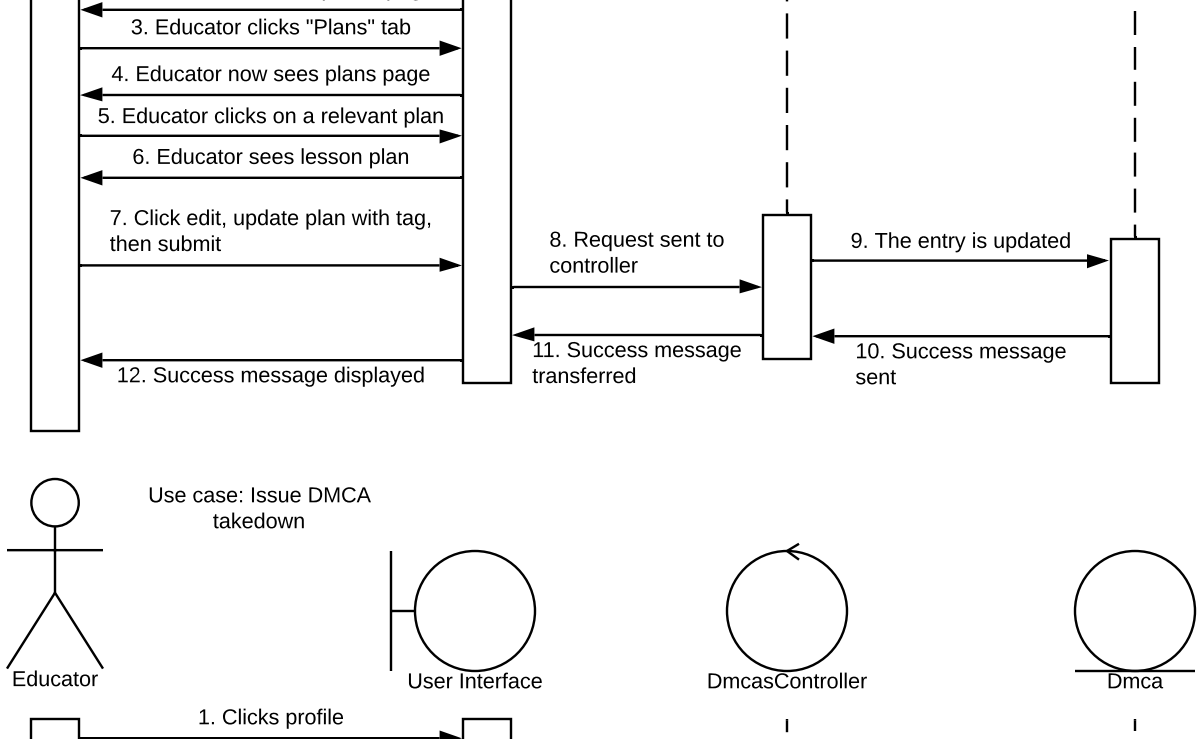 3. Educator clicks "Plans" tab
4. Educator now sees plans page
5. Educator clicks on a relevant plan
6. Educator sees lesson plan
7. Click edit, update plan with tag,
then submit
8. Request sent to
controller
9. The entry is updated
10. Success message
sent
11. Success message
transferred
12. Success message displayed
Use case: Issue DMCA
takedown
Educator
User Interface
DmcasController
Dmca
1. Clicks profile